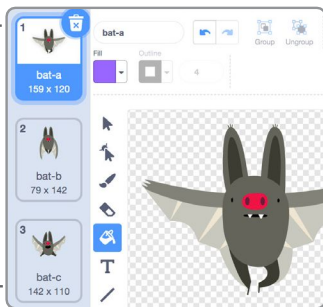 1
bat-a
159 x 120
2
bat-b
79 x 142
3
bat-c
142 x 110
bat-a
Group
Ungroup
Fill
Outline
4
T